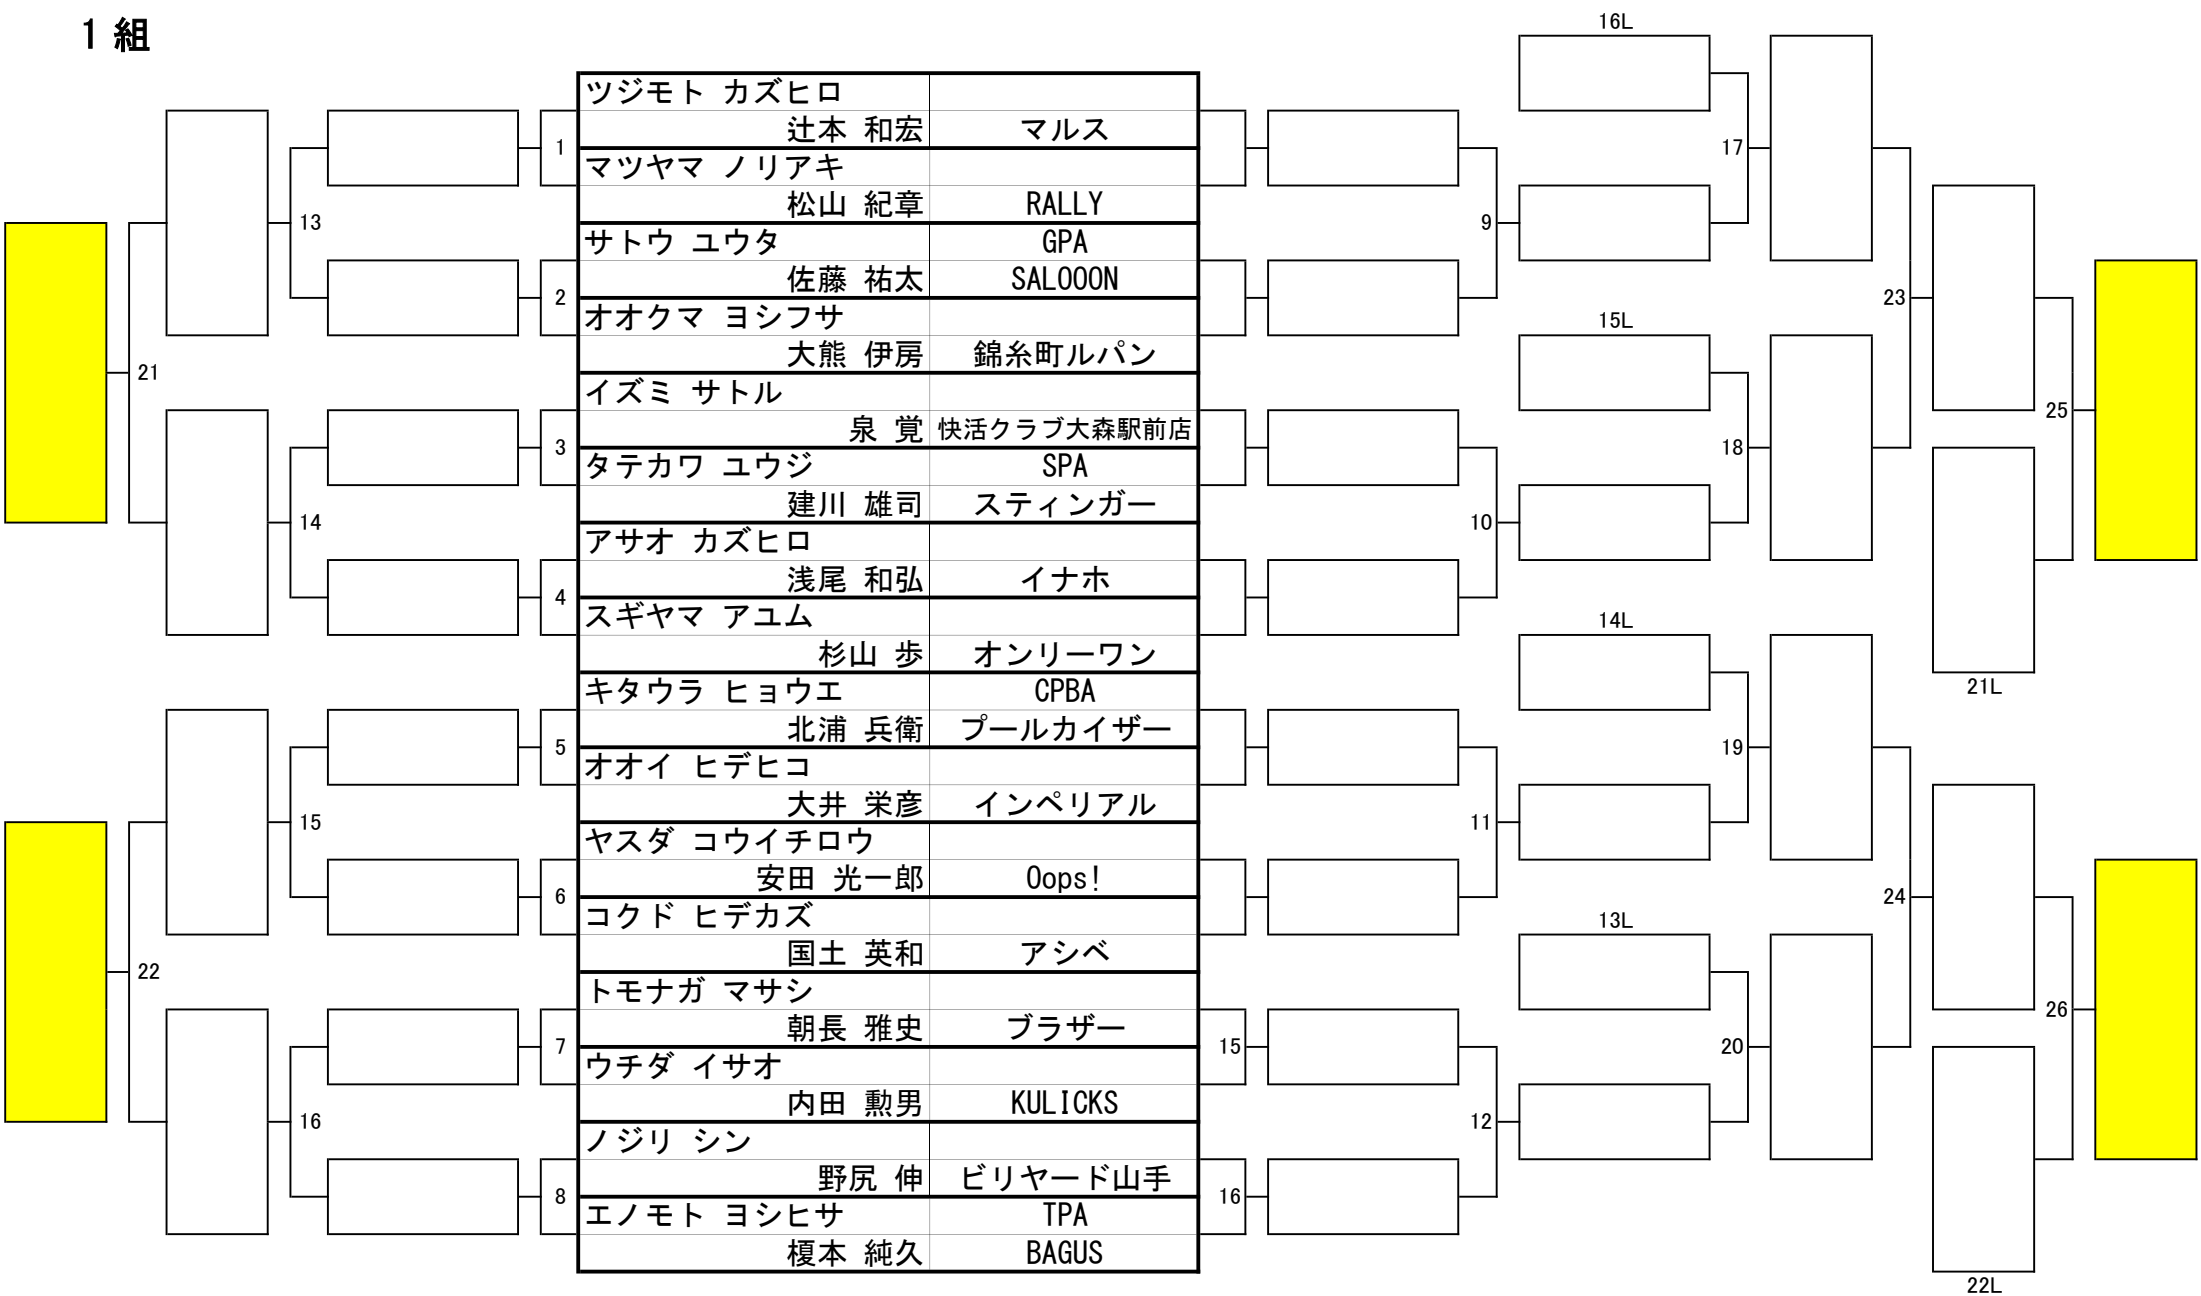 1 組
16L
ツジモト カズヒロ
1 辻本 和宏 マルス
17
マツヤマ ノリアキ
松山 紀章 RALLY
13
9
サトウ ユウタ GPA
佐藤 祐太 SALOOON
2
23
オオクマ ヨシフサ
15L
大熊 伊房 錦糸町ルパン
21
イズミ サトル
25
泉 覚 快活クラブ大森駅前店
3
18
タテカワ ユウジ SPA
建川 雄司 スティンガー
14
10
アサオ カズヒロ
浅尾 和弘 イナホ
4
スギヤマ アユム
14L
杉山 歩 オンリーワン
キタウラ ヒョウエ CPBA
21L
北浦 兵衛 プールカイザー
5
19
オオイ ヒデヒコ
大井 栄彦 インペリアル
15
11
ヤスダ コウイチロウ
安田 光一郎 Oops!
6
24
コクド ヒデカズ
13L
国土 英和 アシベ
22
トモナガ マサシ
26
朝長 雅史 ブラザー
7
15
20
ウチダ イサオ
内田 勲男 KULICKS
16
12
ノジリ シン
野尻 伸 ビリヤード山手
8
16
エノモト ヨシヒサ TPA
榎本 純久 BAGUS
22L